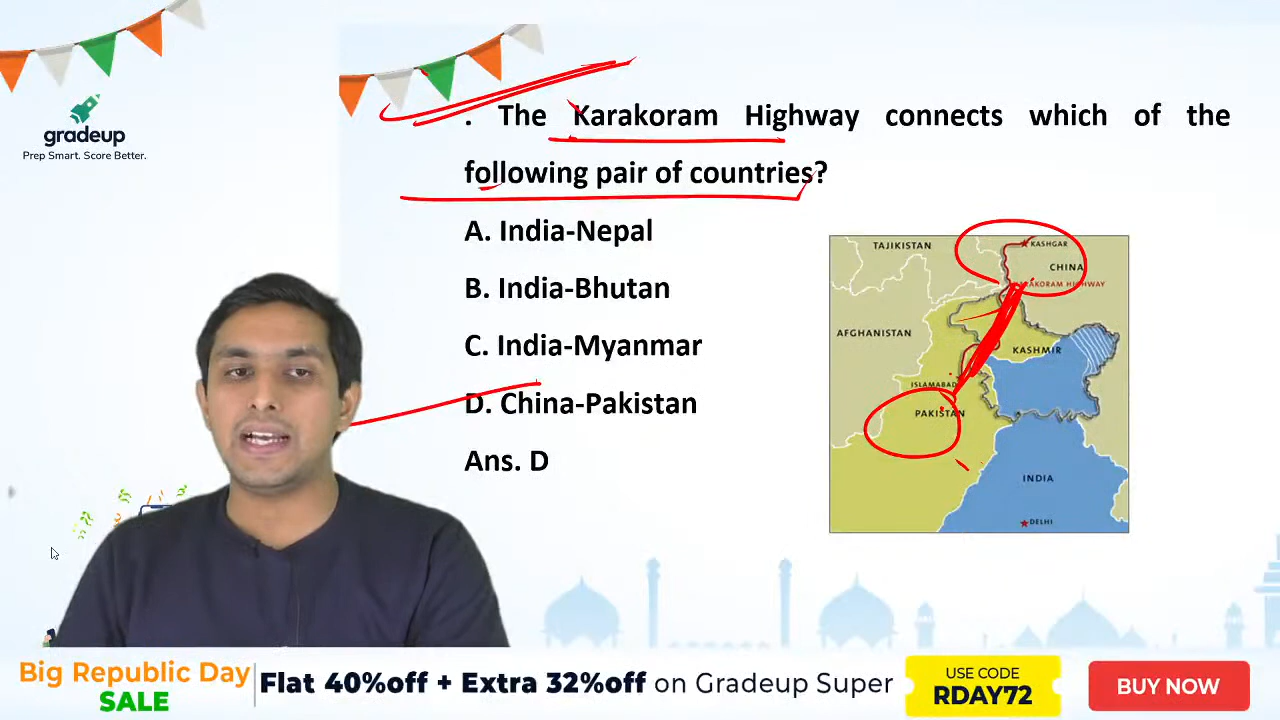 gradeup
Prep Smart. Score Better.
. The Karakoram Highway connects which of the
following pair of countries?
A. India-Nepal
B. India-Bhutan
C. India-Myanmar
D. China-Pakistan
Ans. D
TAJIKISTAN
KASHGAR
CHINA
AKORAM HIGHWAY
AFGHANISTAN
KASHMIR
ISLAMABAD
PAKISTAN
INDIA
DELHI
Big Republic Day
SALE
Flat 40%off + Extra 32%off on Gradeup Super
USE CODE
RDAY72
BUY NOW